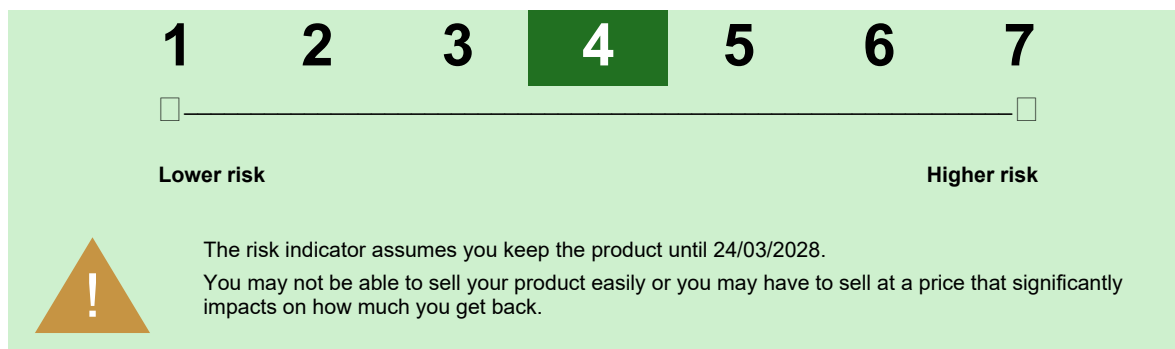 1 2 3 4 5 6 7
Lower risk Higher risk
The risk indicator assumes you keep the product until 24/03/2028.
! You may not be able to sell your product easily or you may have to sell at a price that significantly
impacts on how much you get back.